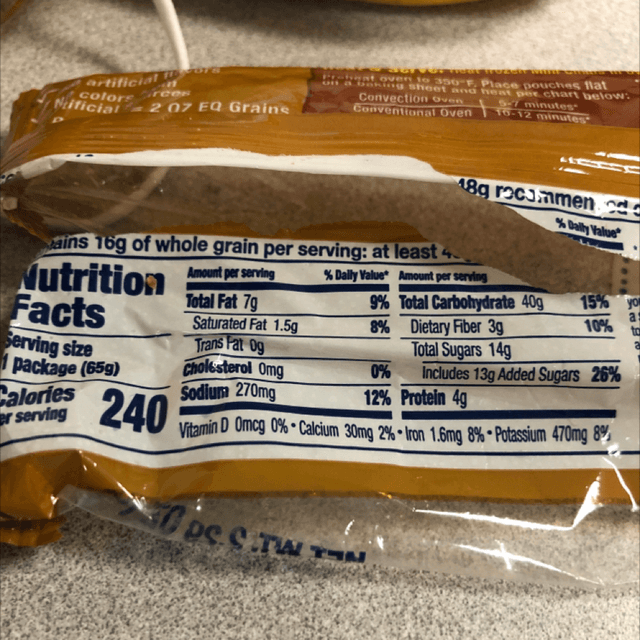 artificial
colors
2 OZ EQ Grains
Preheat oven to 350°F. Place pouches flat
on a baking sheet and heat per chart below:
Convection Oven 5-7 minutes*
Conventional Oven 10-12 minutes*
48g recommen
% Daily Value*
ains 16g of whole grain per serving: at least
Nutrition
Facts
Serving size
1 package (65g)
Calories
er serving
240
Amount per serving % Daily Value*
Total Fat 7g 9%
Saturated Fat 1.5g 8%
Trans Fat 0g
Cholesterol 0mg 0%
Sodium 270mg 12%
Amount per serving
Total Carbohydrate 40g 15%
Dietary Fiber 3g 10%
Total Sugars 14g
Includes 13g Added Sugars 26%
Protein 4g
Vitamin D 0mcg 0% • Calcium 30mg 2% • Iron 1.6mg 8% • Potassium 470mg 8%
NET WT.